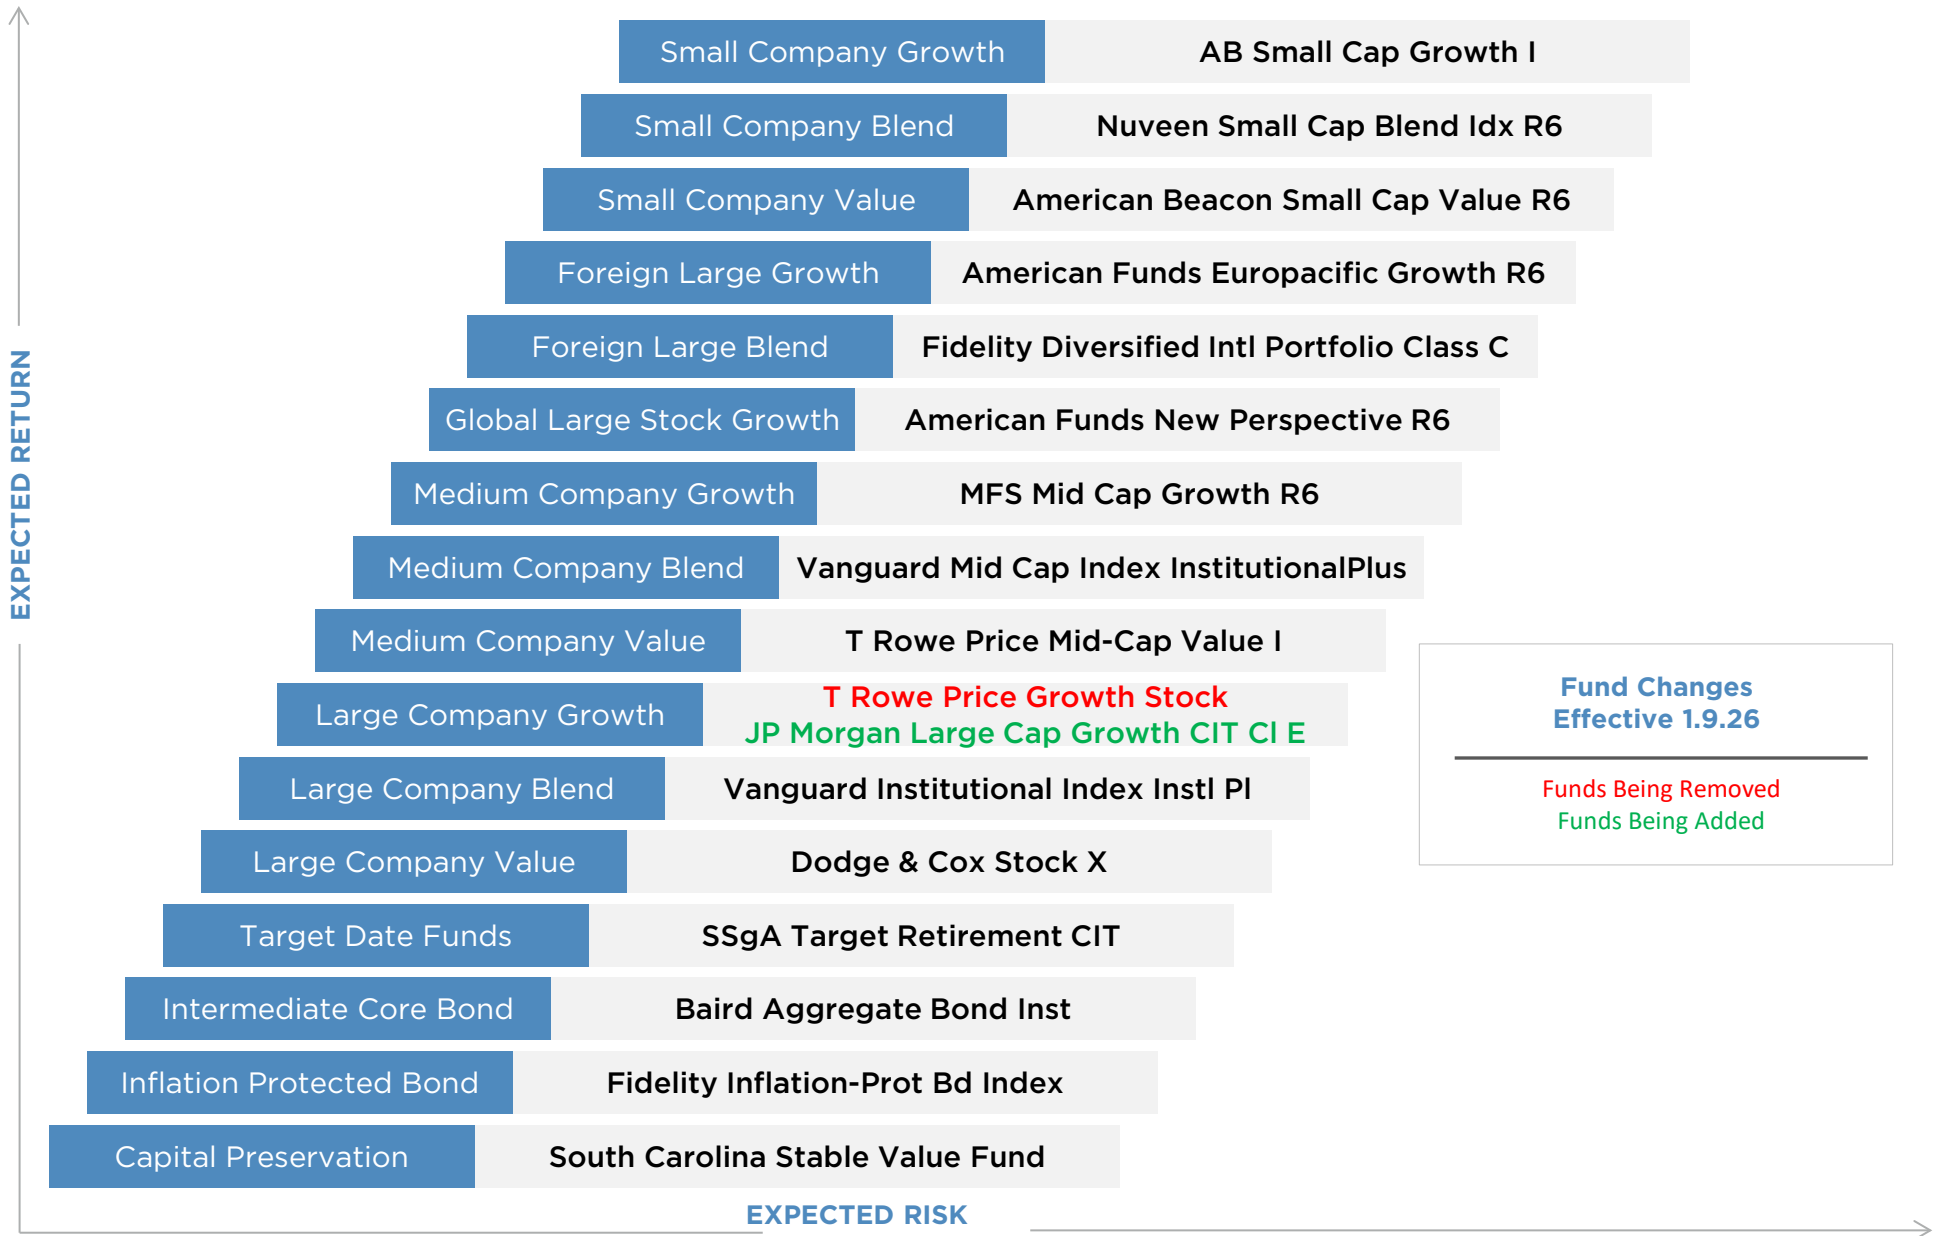 Small Company Growth AB Small Cap Growth I
Small Company Blend Nuveen Small Cap Blend Idx R6
Small Company Value American Beacon Small Cap Value R6
Foreign Large Growth American Funds Europacific Growth R6
Foreign Large Blend Fidelity Diversified Intl Portfolio Class C
Global Large Stock Growth American Funds New Perspective R6
Medium Company Growth MFS Mid Cap Growth R6
Medium Company Blend Vanguard Mid Cap Index InstitutionalPlus
Medium Company Value T Rowe Price Mid-Cap Value I
Large Company Growth T Rowe Price Growth Stock
JP Morgan Large Cap Growth CIT Cl E
Large Company Blend Vanguard Institutional Index Instl Pl
Large Company Value Dodge & Cox Stock X
Target Date Funds SSgA Target Retirement CIT
Intermediate Core Bond Baird Aggregate Bond Inst
Inflation Protected Bond Fidelity Inflation-Prot Bd Index
Capital Preservation South Carolina Stable Value Fund
EXPECTED RETURN
EXPECTED RISK
Fund Changes
Effective 1.9.26
Funds Being Removed
Funds Being Added